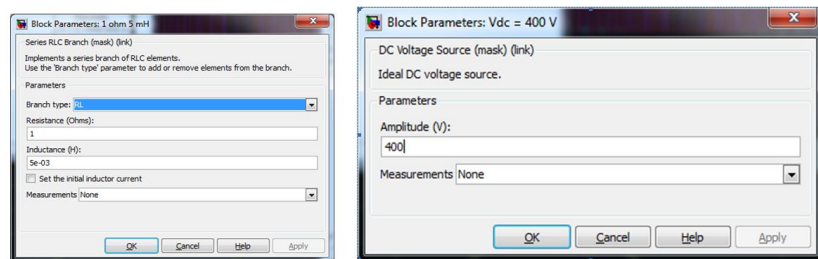 Block Parameters: 1 ohm 5 mH
Series RLC Branch (mask) (link)
Implements a series branch of RLC elements.
Use the 'Branch type' parameter to add or remove elements from the branch.
Parameters
Branch type: RL
Resistance (Ohms):
1
Inductance (H):
5e-03
Set the initial inductor current
Measurements None
OK Cancel Help Apply
Block Parameters: Vdc = 400 V
DC Voltage Source (mask) (link)
Ideal DC voltage source.
Parameters
Amplitude (V):
400
Measurements None
OK Cancel Help Apply